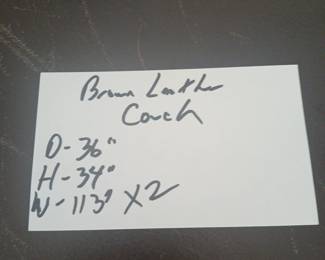 Brown Leather
Couch
D-36"
H-34"
W-113" X2